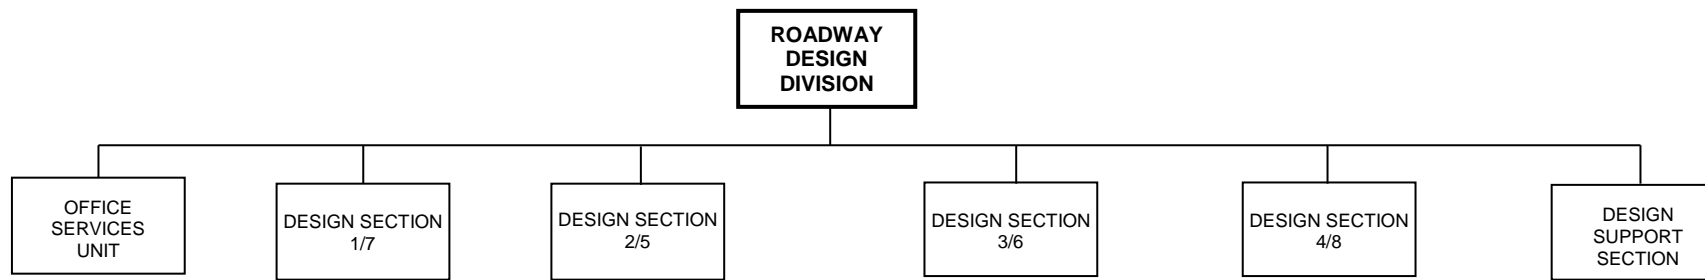 ROADWAY
DESIGN
DIVISION
OFFICE
SERVICES
UNIT
DESIGN SECTION
1/7
DESIGN SECTION
2/5
DESIGN SECTION
3/6
DESIGN SECTION
4/8
DESIGN
SUPPORT
SECTION